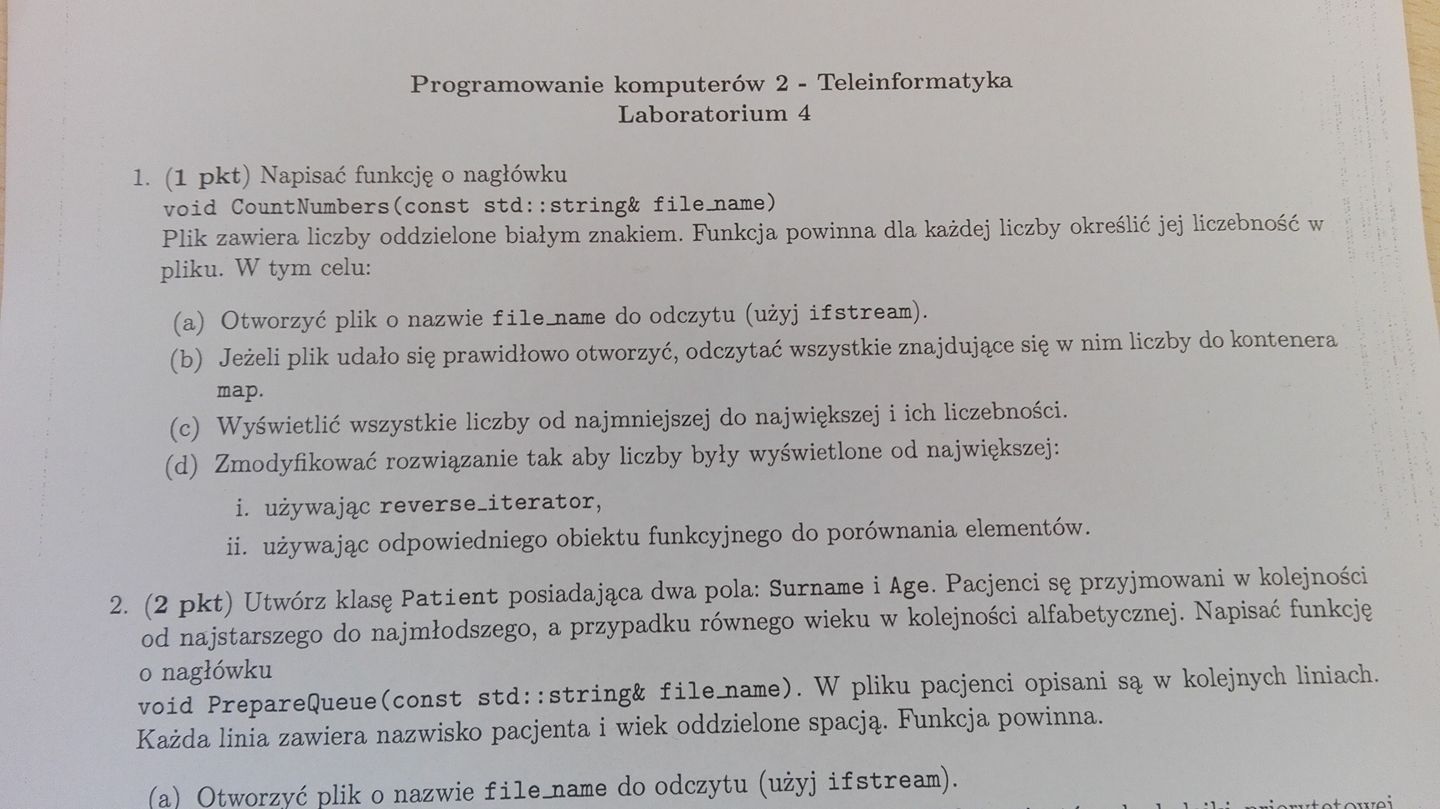 Programowanie komputerów 2 - Teleinformatyka
Laboratorium 4
1. (1 pkt) Napisać funkcję o nagłówku
void CountNumbers(const std::string& file_name)
Plik zawiera liczby oddzielone białym znakiem. Funkcja powinna dla każdej liczby określić jej liczebność w
pliku. W tym celu:
(a) Otworzyć plik o nazwie file_name do odczytu (użyj ifstream).
(b) Jeżeli plik udało się prawidłowo otworzyć, odczytać wszystkie znajdujące się w nim liczby do kontenera
map.
(c) Wyświetlić wszystkie liczby od najmniejszej do największej i ich liczebności.
(d) Zmodyfikować rozwiązanie tak aby liczby były wyświetlone od największej:
i. używając reverse_iterator,
ii. używając odpowiedniego obiektu funkcyjnego do porównania elementów.
2. (2 pkt) Utwórz klasę Patient posiadająca dwa pola: Surname i Age. Pacjenci sę przyjmowani w kolejności
od najstarszego do najmłodszego, a przypadku równego wieku w kolejności alfabetycznej. Napisać funkcję
o nagłówku
void PrepareQueue(const std::string& file_name). W pliku pacjenci opisani są w kolejnych liniach.
Każda linia zawiera nazwisko pacjenta i wiek oddzielone spacją. Funkcja powinna.
(a) Otworzyć plik o nazwie file_name do odczytu (użyj ifstream).